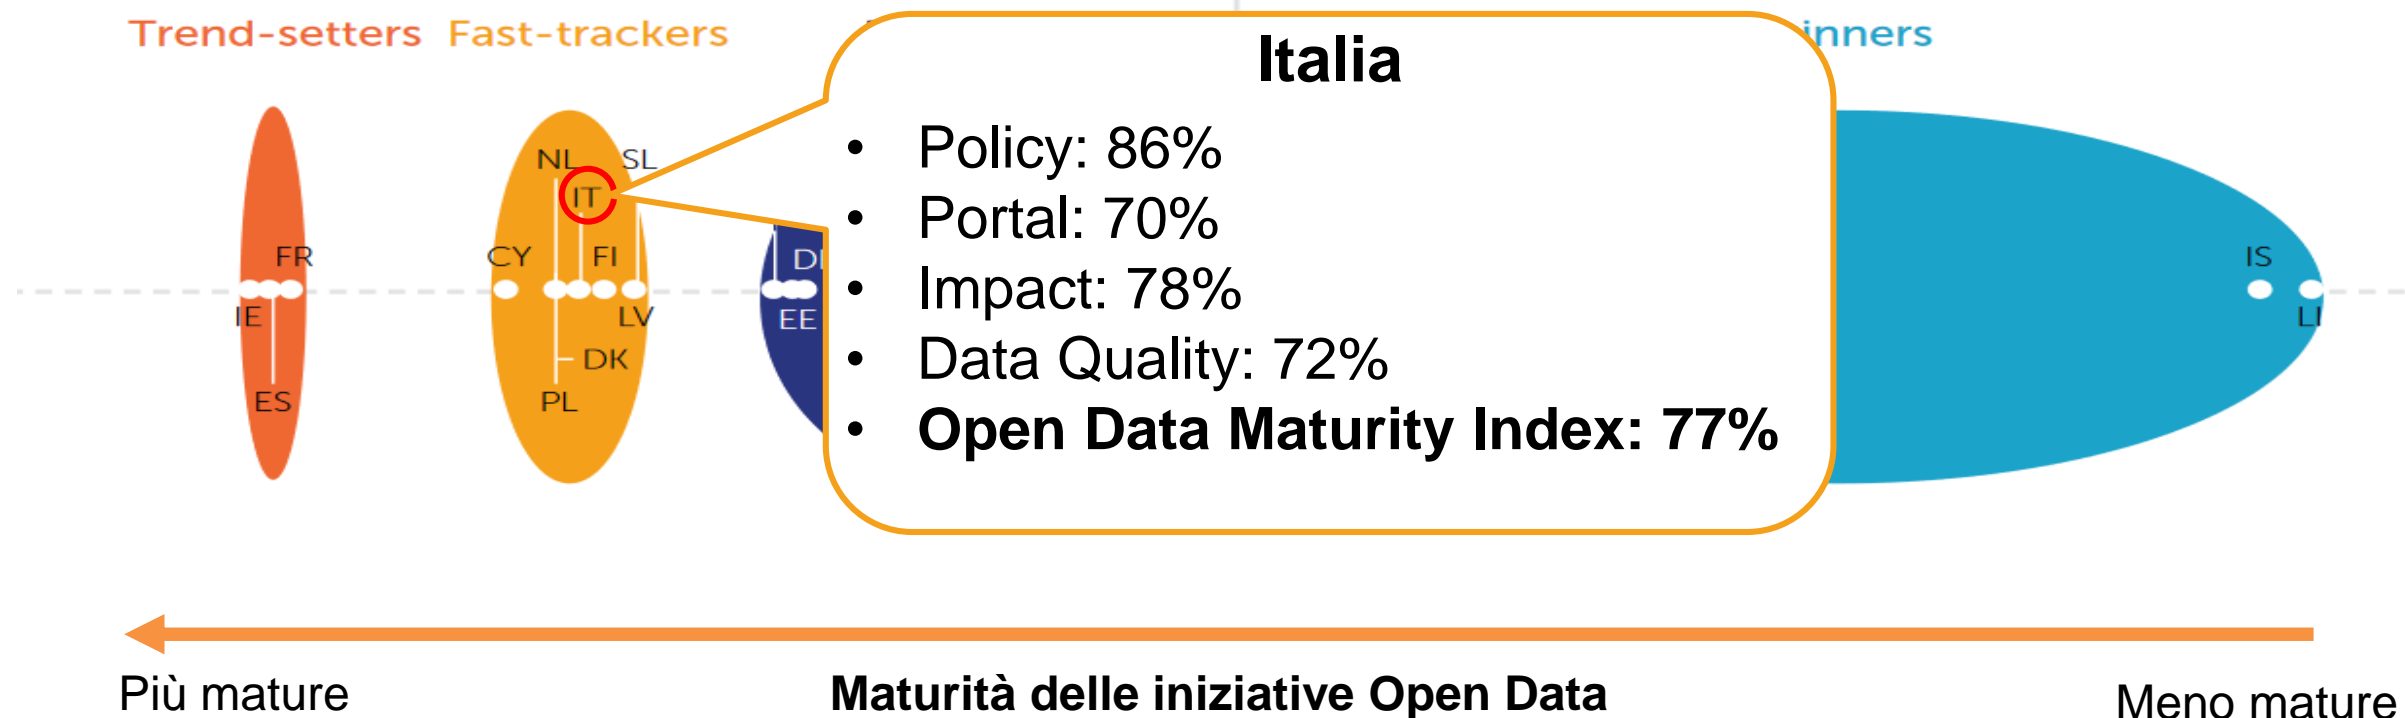 Trend-setters Fast-trackers
Italia
• Policy: 86%
• Portal: 70%
• Impact: 78%
• Data Quality: 72%
• Open Data Maturity Index: 77%
NL SL
IT
FR CY FI IS
IE LV EE LI
DK
ES PL
Più mature Maturità delle iniziative Open Data Meno mature